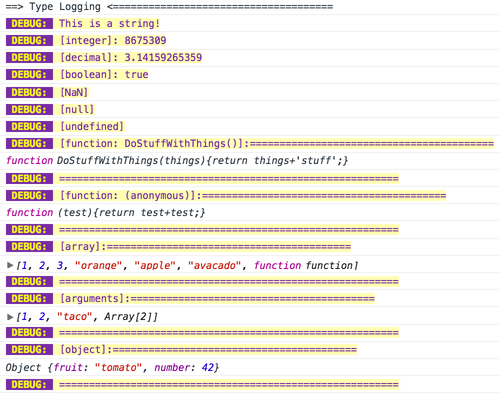 ==> Type Logging <=====================================
DEBUG: This is a string!
DEBUG: [integer]: 8675309
DEBUG: [decimal]: 3.14159265359
DEBUG: [boolean]: true
DEBUG: [NaN]
DEBUG: [null]
DEBUG: [undefined]
DEBUG: [function: DoStuffWithThings()]:=========================================
function DoStuffWithThings(things){return things+'stuff';}
DEBUG: =========================================================
DEBUG: [function: (anonymous)]:=========================================
function (test){return test+test;}
DEBUG: =========================================================
DEBUG: [array]:=========================================
▶[1, 2, 3, "orange", "apple", "avacado", function function]
DEBUG: =========================================================
DEBUG: [arguments]:=========================================
▶[1, 2, "taco", Array[2]]
DEBUG: =========================================================
DEBUG: [object]:=========================================
Object {fruit: "tomato", number: 42}
DEBUG: =========================================================